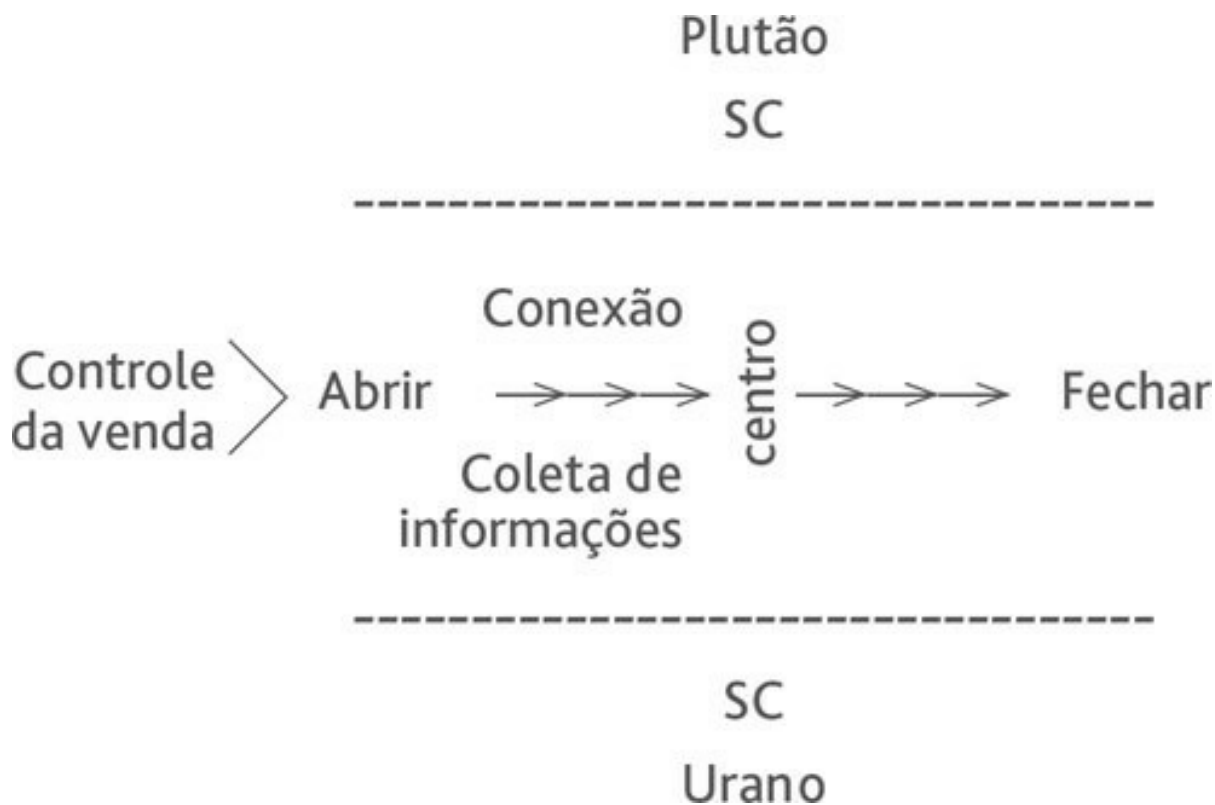 Plutão
SC
Conexão
Controle
da venda
Abrir
centro
Fechar
Coleta de
informações
SC
Urano